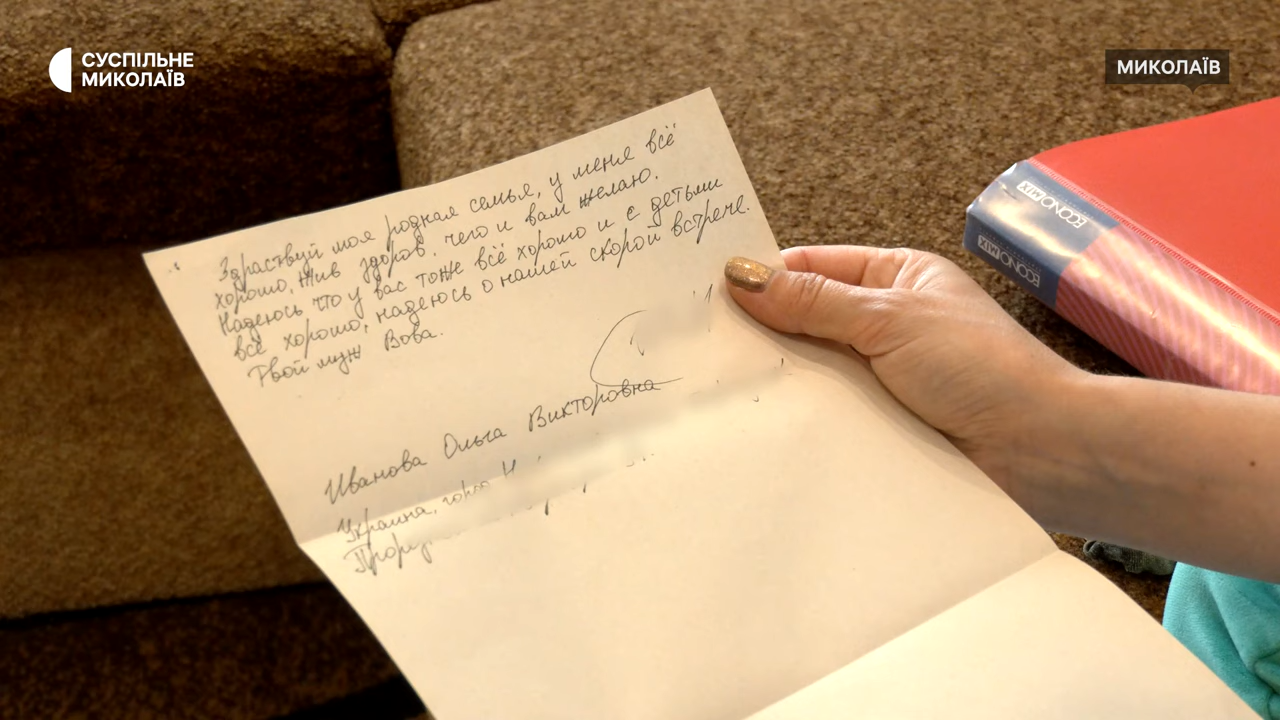 СУСПІЛЬНЕ
МИКОЛАЇВ
МИКОЛАЇВ
Здраствуй моя родная семья, у меня всё
хорошо, жив здоров. чего и вам желаю.
Надеюсь что у вас тоже всё хорошо и с детьми
всё хорошо, надеюсь о нашей скорой встрече.
Твой муж Вова.
Иванова Ольга Викторовна
Украина,
ECONOMIX
ECONOMIX